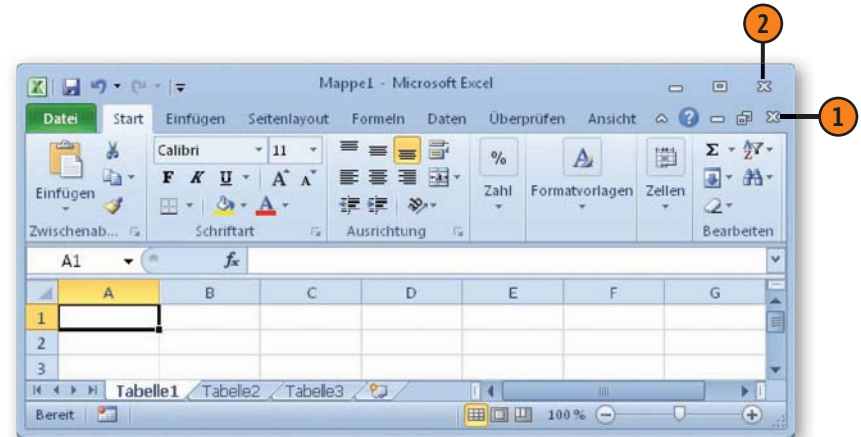 2
Mappe1 - Microsoft Excel
Datei Start Einfügen Seitenlayout Formeln Daten Überprüfen Ansicht ?
1
Calibri 11 % A Σ A Z
F K U A A Einfügen Zahl Formatvorlagen Zellen
A
Zwischenab... Schriftart Ausrichtung Bearbeiten
A1 fx
A B C D E F G
1
2
3
Tabelle1 Tabelle2 Tabelle3
Bereit 100 %